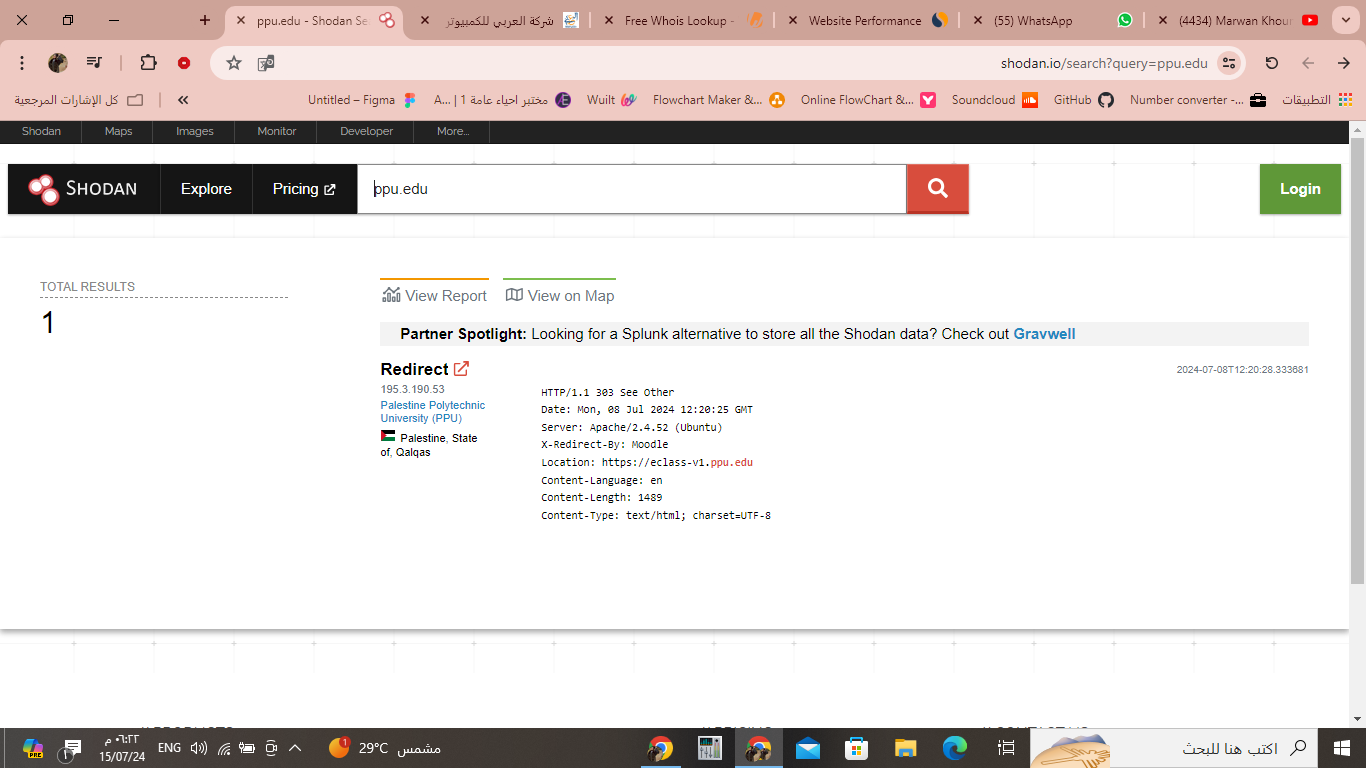 ppu.edu - Shodan Se
شركة العربي للكمبيوتر
Free Whois Lookup -
Website Performance
(55) WhatsApp
(4434) Marwan Khour
shodan.io/search?query=ppu.edu
كل الإشارات المرجعية
«
Untitled – Figma
مختبر احياء عامة 1 | A...
Wuilt
Flowchart Maker &...
Online FlowChart &...
Soundcloud
GitHub
Number converter -...
التطبيقات
Shodan
Maps
Images
Monitor
Developer
More...
SHODAN
Explore
Pricing
ppu.edu
Login
TOTAL RESULTS
1
View Report
View on Map
Partner Spotlight: Looking for a Splunk alternative to store all the Shodan data? Check out Gravwell
Redirect
2024-07-08T12:20:28.333681
195.3.190.53
Palestine Polytechnic
University (PPU)
Palestine, State
of, Qalqas
HTTP/1.1 303 See Other
Date: Mon, 08 Jul 2024 12:20:25 GMT
Server: Apache/2.4.52 (Ubuntu)
X-Redirect-By: Moodle
Location: https://eclass-v1.ppu.edu
Content-Language: en
Content-Length: 1489
Content-Type: text/html; charset=UTF-8
PRE
1
٠٦:٢٢ م
15/07/24
ENG
1
29°C
مشمس
اكتب هنا للبحث